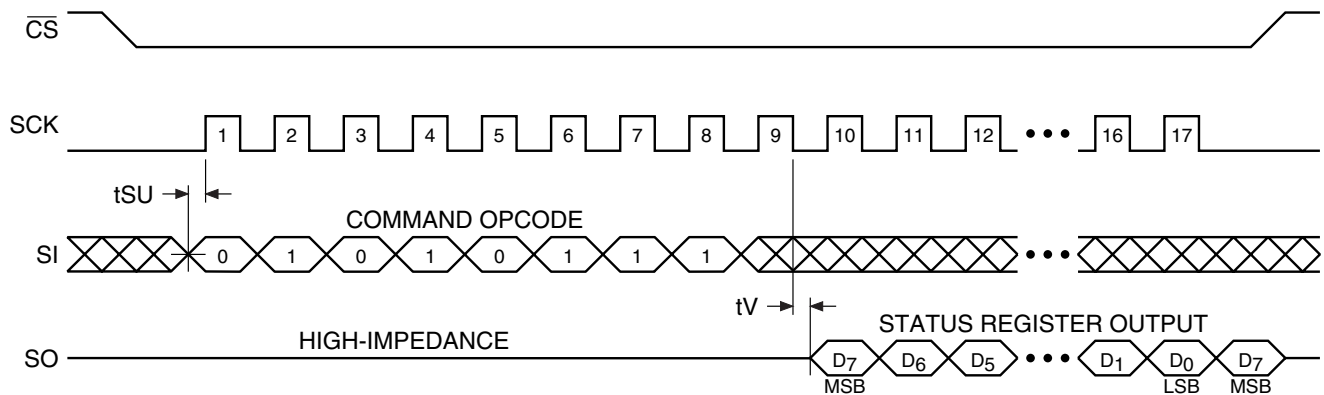 CS
SCK
1 2 3 4 5 6 7 8 9 10 11 12 ••• 16 17
tSU
COMMAND OPCODE
SI
0 1 0 1 0 1 1 1 •••
tV
HIGH-IMPEDANCE
STATUS REGISTER OUTPUT
SO
D7 D6 D5 ••• D1 D0 D7
MSB LSB MSB